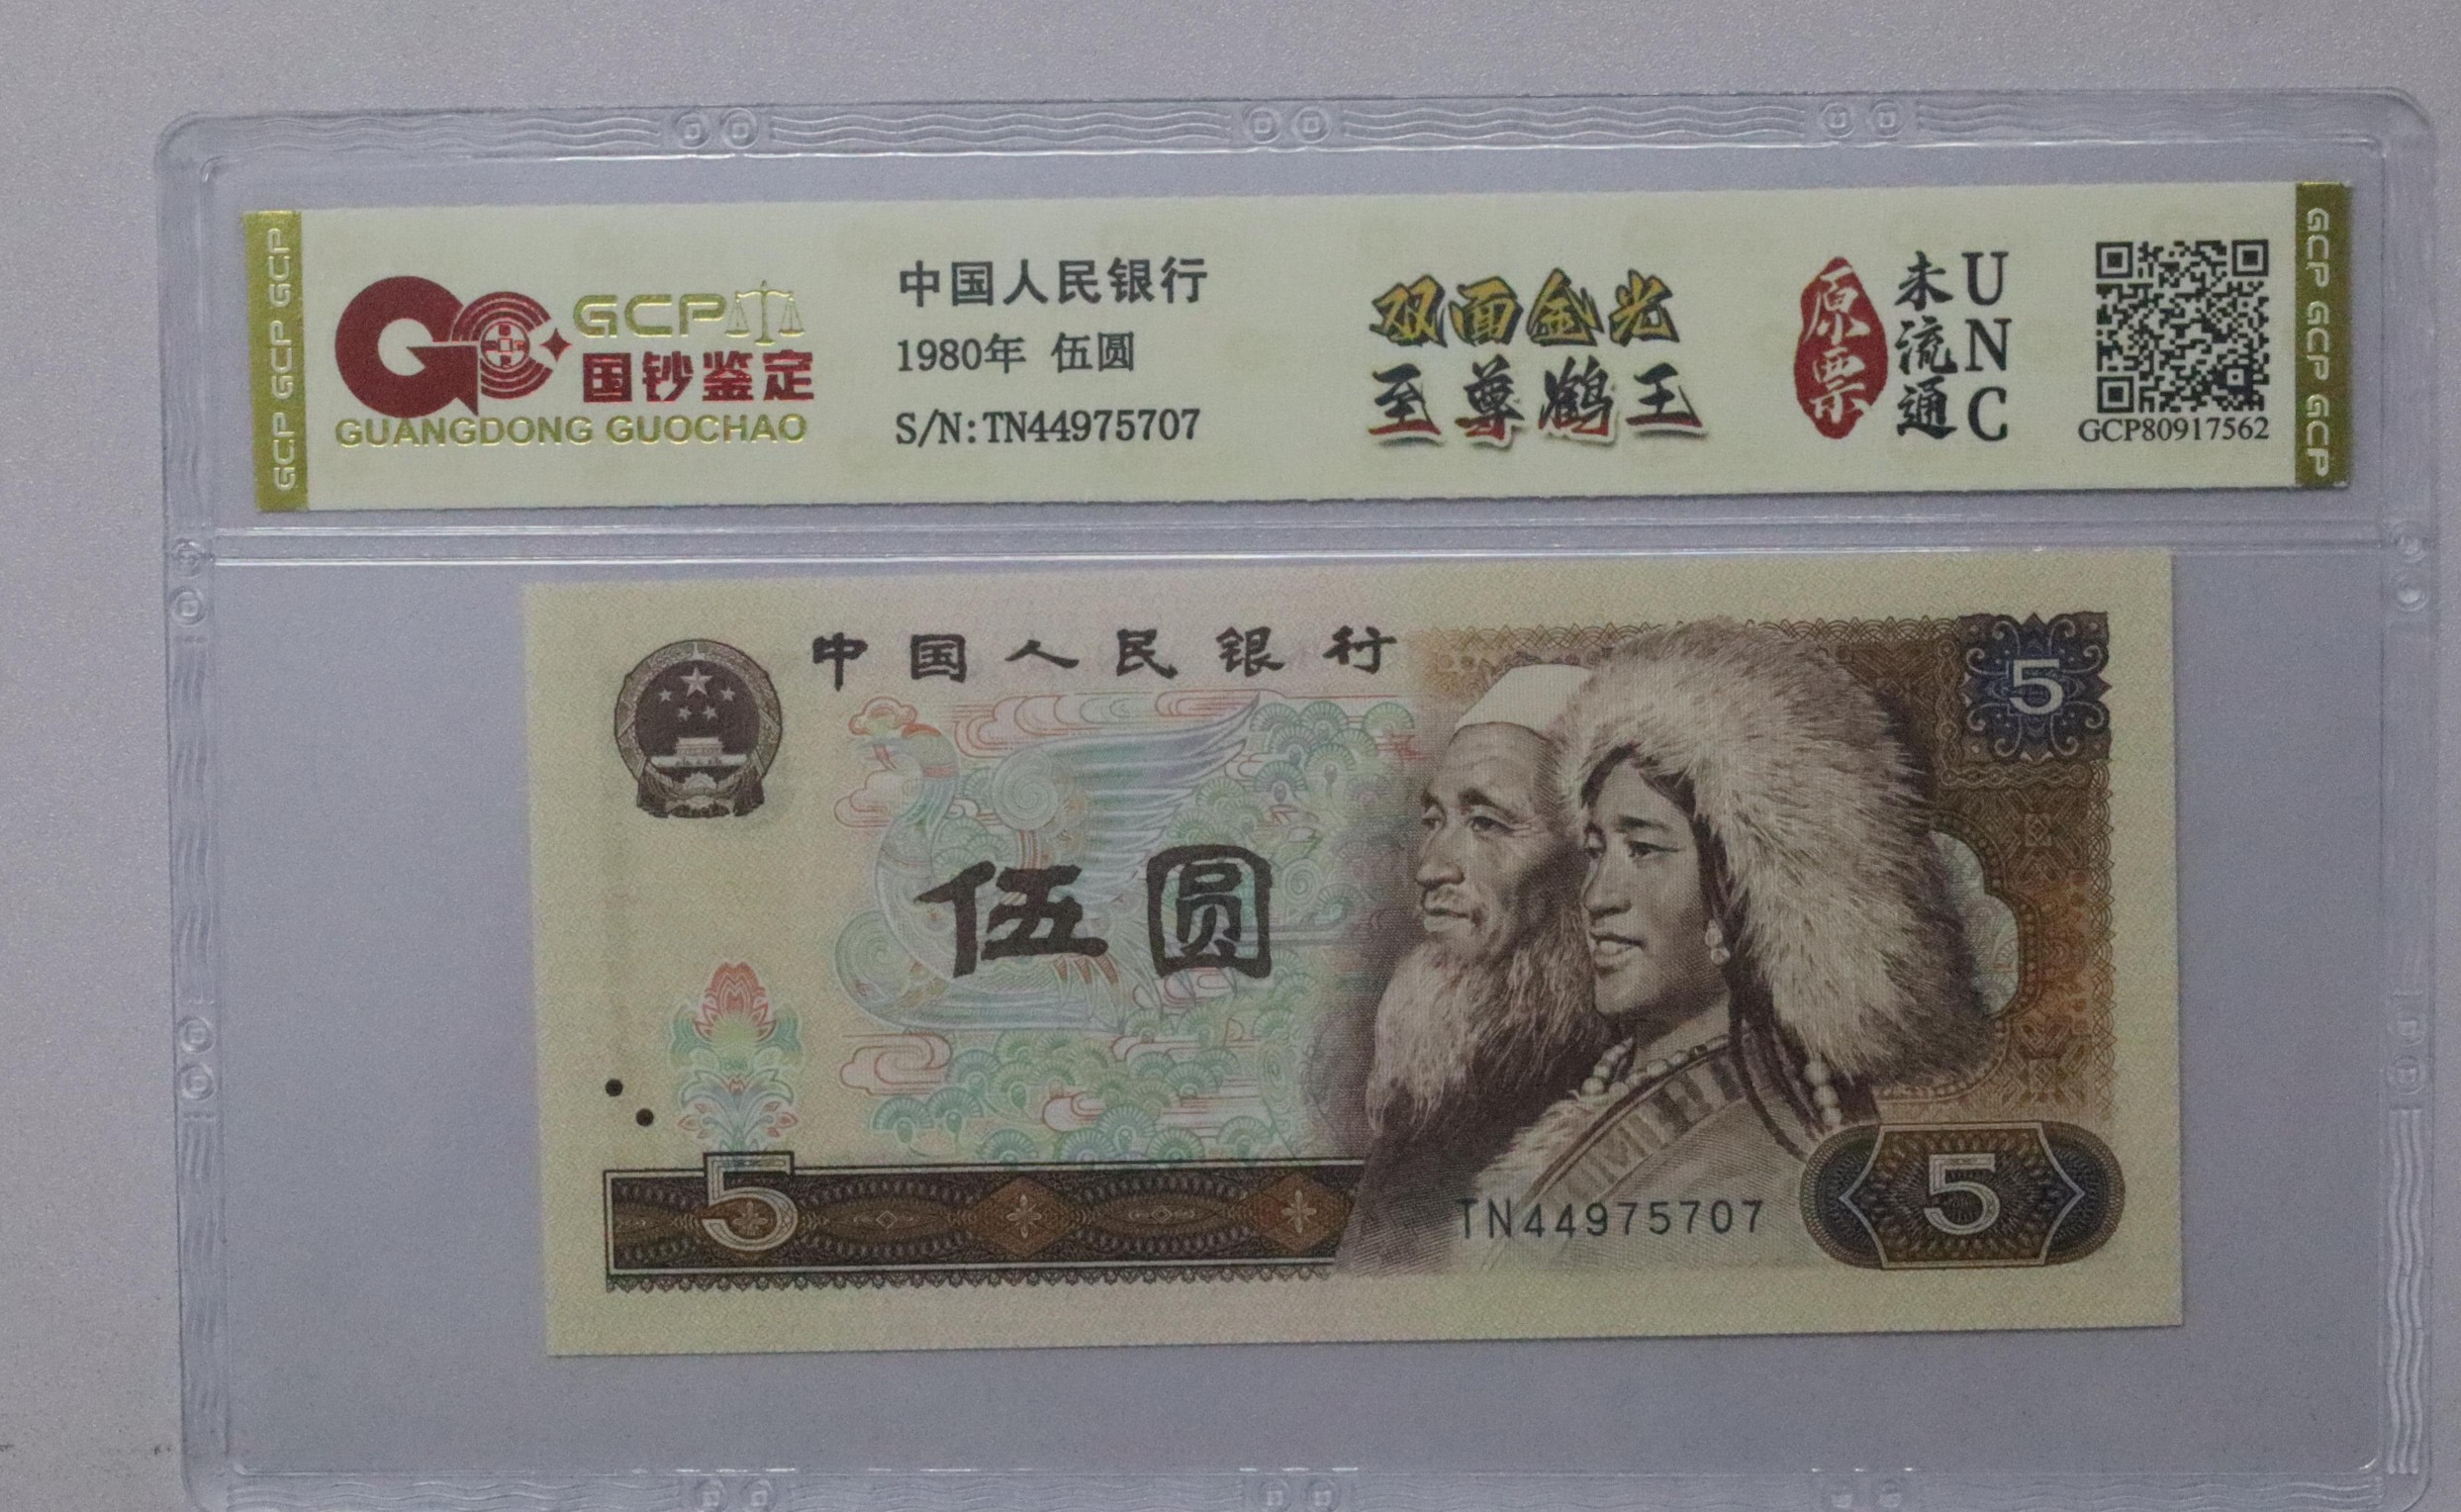 GCP GCP GCP
GCP
国钞鉴定
GUANGDONG GUOCHAO
中国人民银行
1980年 伍圆
S/N:TN44975707
双面金光
至尊鹤王
原票
未流通
UNC
GCP80917562
GCP GCP GCP
中国人民银行
5
伍圆
5
TN44975707
5